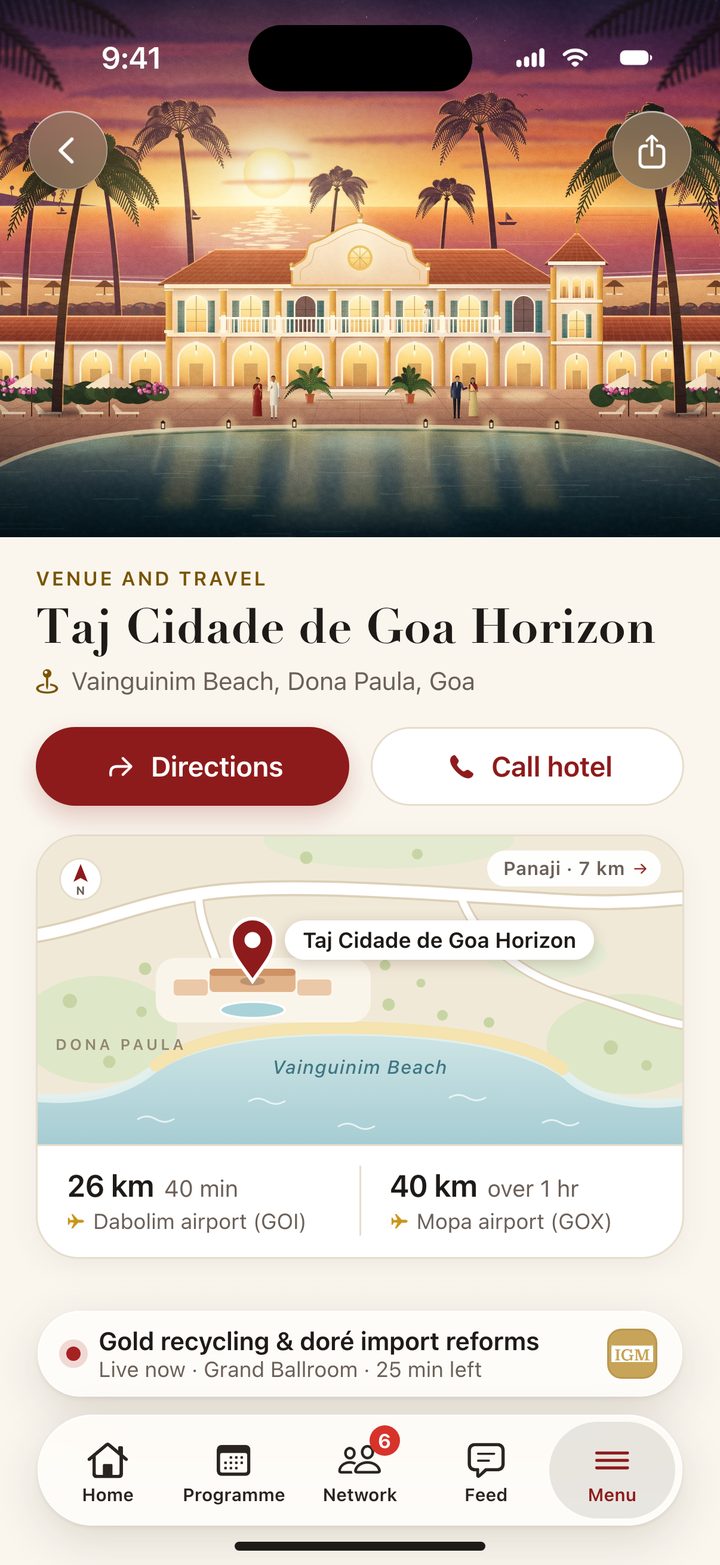 9:41
VENUE AND TRAVEL
Taj Cidade de Goa Horizon
Vainguinim Beach, Dona Paula, Goa
Directions
Call hotel
N
Panaji · 7 km →
Taj Cidade de Goa Horizon
DONA PAULA
Vainguinim Beach
26 km 40 min
Dabolim airport (GOI)
40 km over 1 hr
Mopa airport (GOX)
Gold recycling & doré import reforms
Live now · Grand Ballroom · 25 min left
IGM
6
Home
Programme
Network
Feed
Menu